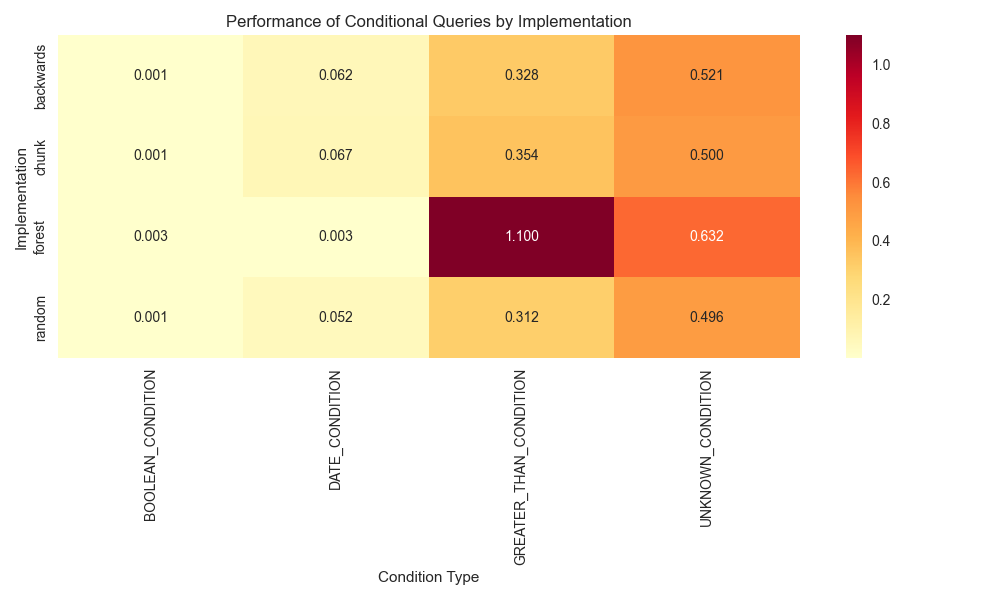 Performance of Conditional Queries by Implementation
Implementation
backwards
0.001 0.062 0.328 0.521
chunk
0.001 0.067 0.354 0.500
forest
0.003 0.003 1.100 0.632
random
0.001 0.052 0.312 0.496
BOOLEAN_CONDITION
DATE_CONDITION
GREATER_THAN_CONDITION
UNKNOWN_CONDITION
Condition Type
1.0
0.8
0.6
0.4
0.2